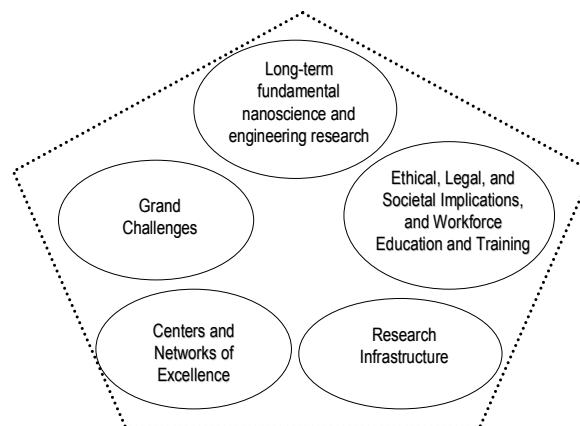 Long-term
fundamental
nanoscience and
engineering research
Ethical, Legal, and
Societal Implications,
and Workforce
Education and Training
Grand
Challenges
Centers and
Networks of
Excellence
Research
Infrastructure